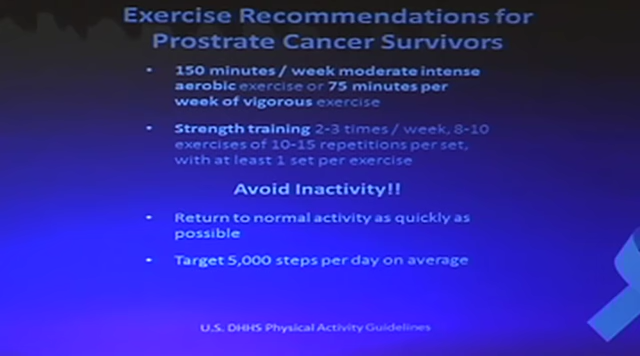 Exercise Recommendations for
Prostrate Cancer Survivors
• 150 minutes / week moderate intense
aerobic exercise or 75 minutes per
week of vigorous exercise
• Strength training 2-3 times / week, 8-10
exercises of 10-15 repetitions per set,
with at least 1 set per exercise
Avoid Inactivity!!
• Return to normal activity as quickly as
possible
• Target 5,000 steps per day on average
U.S. DHHS Physical Activity Guidelines